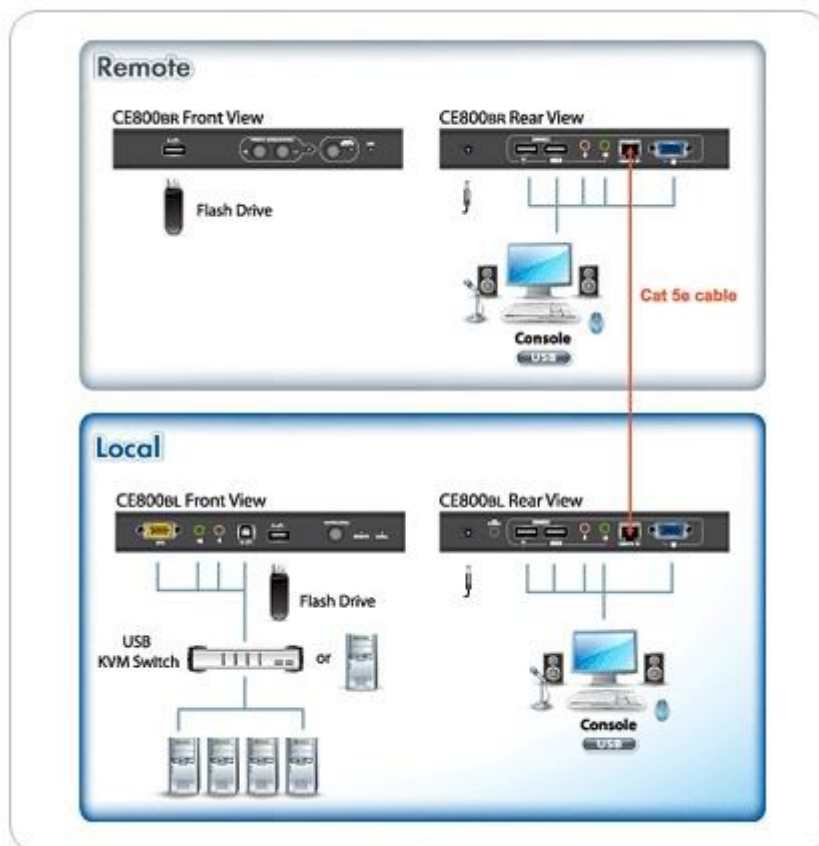 Remote
CE800BR Front View
CE800BR Rear View
Flash Drive
Cat 5e cable
Console
USB
Local
CE800BL Front View
CE800BL Rear View
Flash Drive
USB
KVM Switch
or
Console
USB